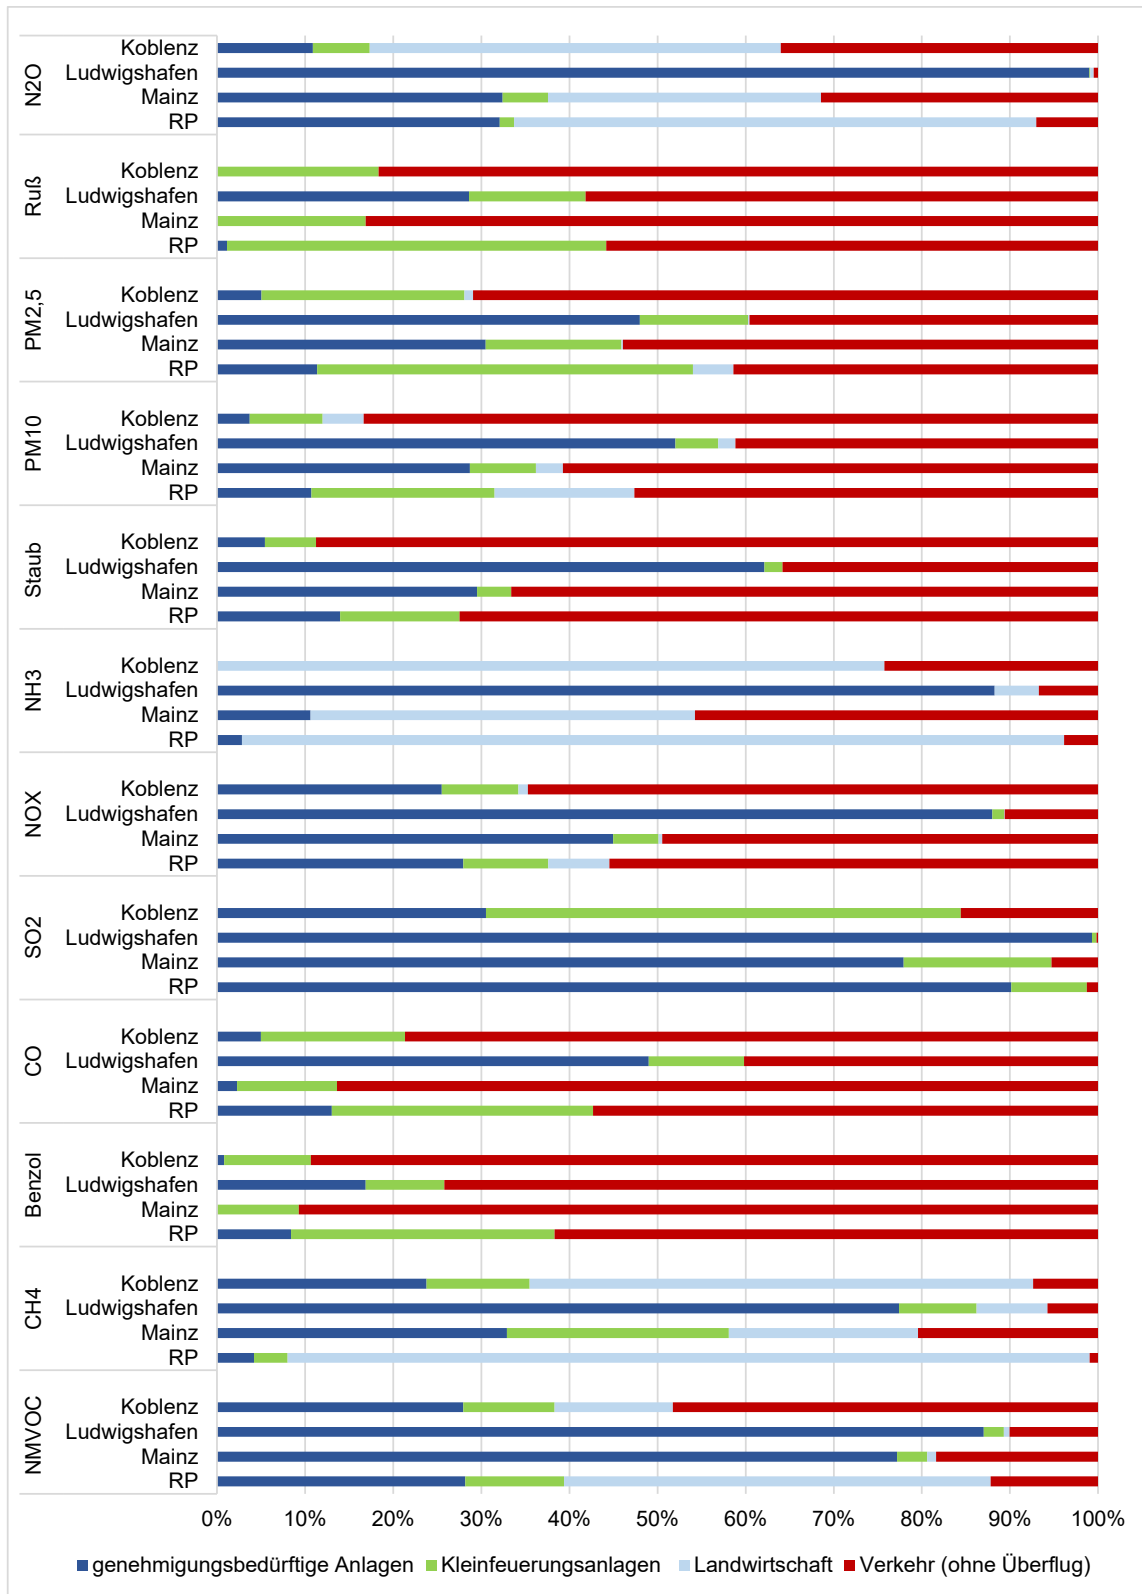 N2O
Koblenz
Ludwigshafen
Mainz
RP
Ruß
Koblenz
Ludwigshafen
Mainz
RP
PM2,5
Koblenz
Ludwigshafen
Mainz
RP
PM10
Koblenz
Ludwigshafen
Mainz
RP
Staub
Koblenz
Ludwigshafen
Mainz
RP
NH3
Koblenz
Ludwigshafen
Mainz
RP
NOX
Koblenz
Ludwigshafen
Mainz
RP
SO2
Koblenz
Ludwigshafen
Mainz
RP
CO
Koblenz
Ludwigshafen
Mainz
RP
Benzol
Koblenz
Ludwigshafen
Mainz
RP
CH4
Koblenz
Ludwigshafen
Mainz
RP
NMVOC
Koblenz
Ludwigshafen
Mainz
RP
0% 10% 20% 30% 40% 50% 60% 70% 80% 90% 100%
genehmigungsbedürftige Anlagen Kleinfeuerungsanlagen Landwirtschaft Verkehr (ohne Überflug)